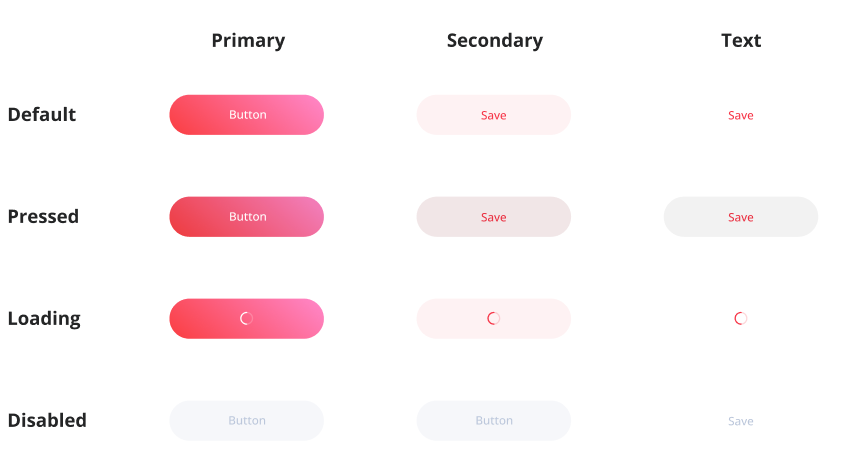 Primary Secondary Text
Default Button Save Save
Pressed Button Save Save
Loading
Disabled Button Button Save